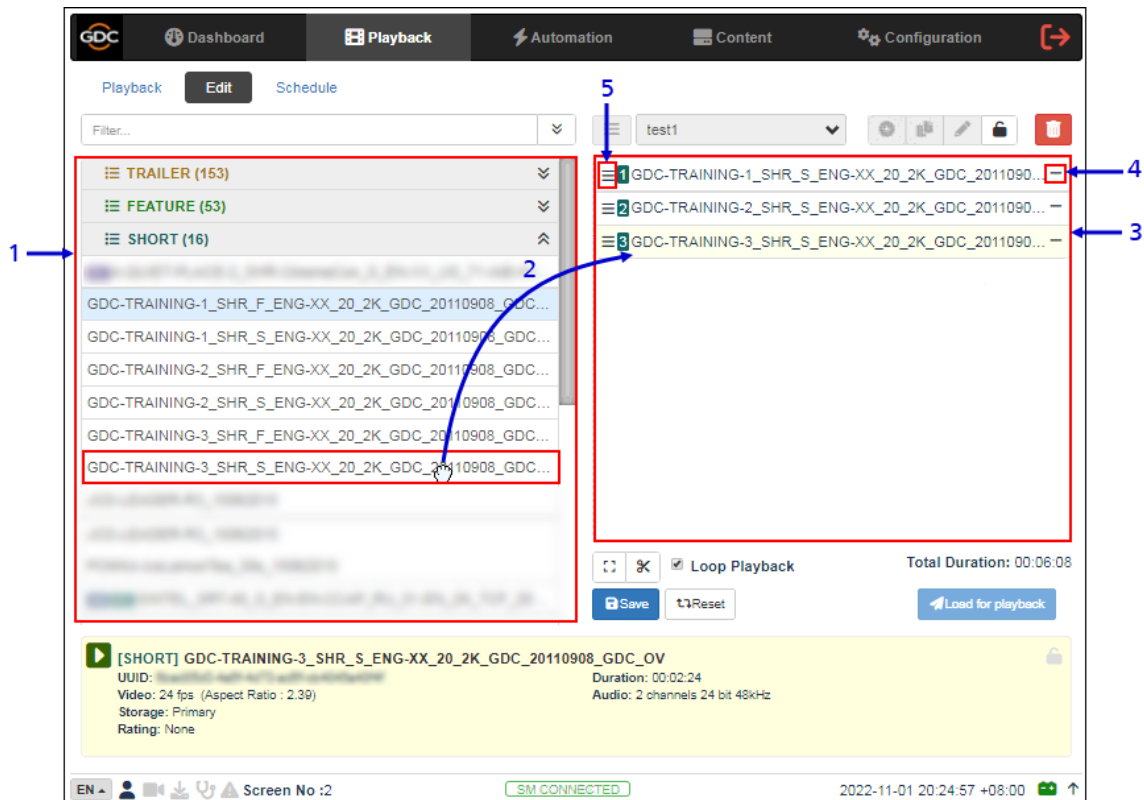 GDC Dashboard Playback Automation Content Configuration
Playback Edit Schedule
5
Filter...
test1
TRAILER (153)
FEATURE (53)
SHORT (16)
1
2
GDC-TRAINING-1_SHR_F_ENG-XX_20_2K_GDC_20110908_GDC...
GDC-TRAINING-1_SHR_S_ENG-XX_20_2K_GDC_20110908_GDC...
GDC-TRAINING-2_SHR_F_ENG-XX_20_2K_GDC_20110908_GDC...
GDC-TRAINING-2_SHR_S_ENG-XX_20_2K_GDC_20110908_GDC...
GDC-TRAINING-3_SHR_F_ENG-XX_20_2K_GDC_20110908_GDC...
GDC-TRAINING-3_SHR_S_ENG-XX_20_2K_GDC_20110908_GDC...
1 GDC-TRAINING-1_SHR_S_ENG-XX_20_2K_GDC_2011090...
4
2 GDC-TRAINING-2_SHR_S_ENG-XX_20_2K_GDC_2011090...
3
3 GDC-TRAINING-3_SHR_S_ENG-XX_20_2K_GDC_2011090...
Loop Playback
Total Duration: 00:06:08
Save Reset Load for playback
[SHORT] GDC-TRAINING-3_SHR_S_ENG-XX_20_2K_GDC_20110908_GDC_OV
UUID:
Video: 24 fps (Aspect Ratio : 2.39)
Storage: Primary
Rating: None
Duration: 00:02:24
Audio: 2 channels 24 bit 48kHz
EN Screen No :2 SM CONNECTED 2022-11-01 20:24:57 +08:00